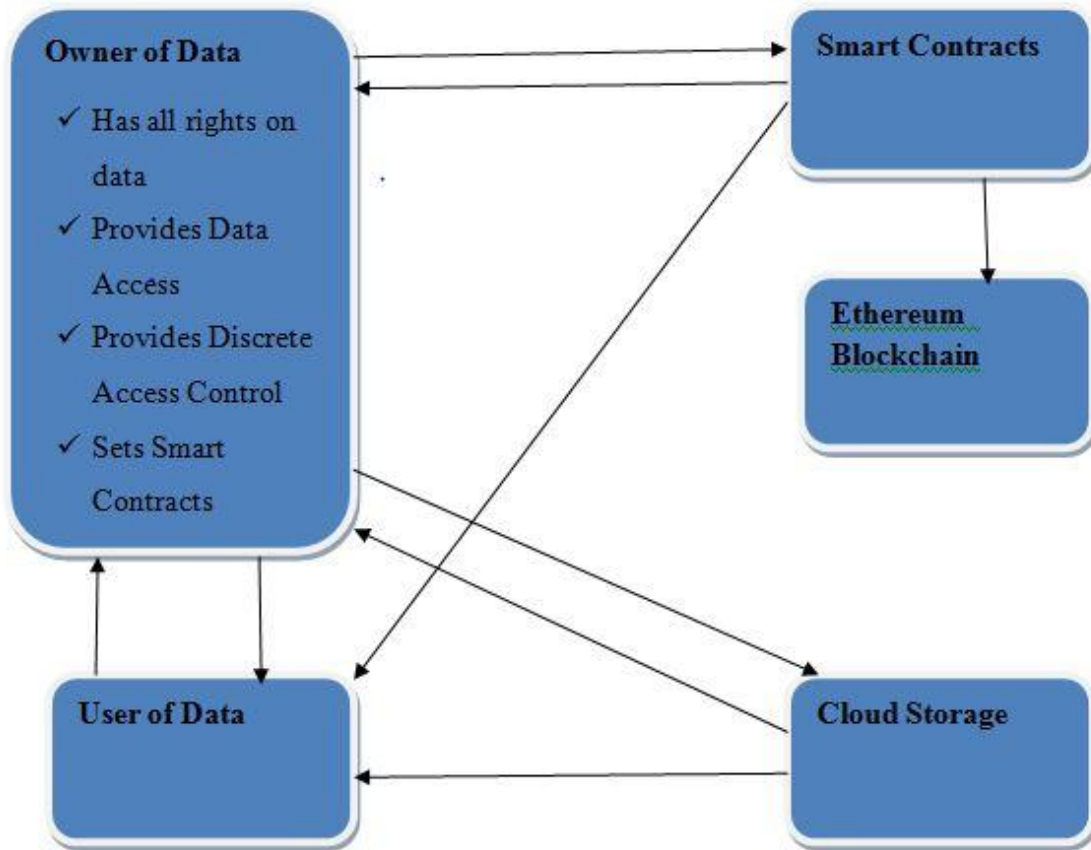 Owner of Data
✓ Has all rights on
data
✓ Provides Data
Access
✓ Provides Discrete
Access Control
✓ Sets Smart
Contracts
Smart Contracts
Ethereum
Blockchain
User of Data
Cloud Storage